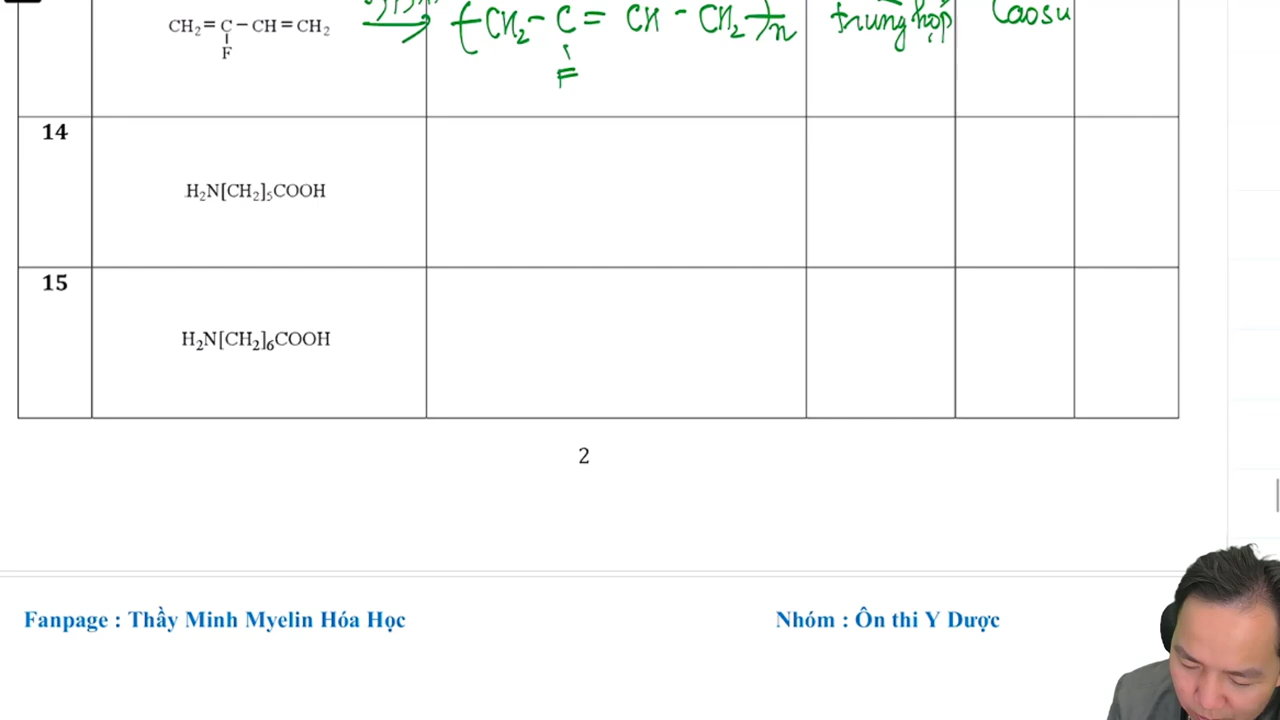 CH₂=C–CH=CH₂
F
(CH₂-C=CH-CH₂)n
F
trùng hợp
Caosu
14
H₂N[CH₂]₅COOH
15
H₂N[CH₂]₆COOH
2
Fanpage : Thầy Minh Myelin Hóa Học
Nhóm : Ôn thi Y Dược